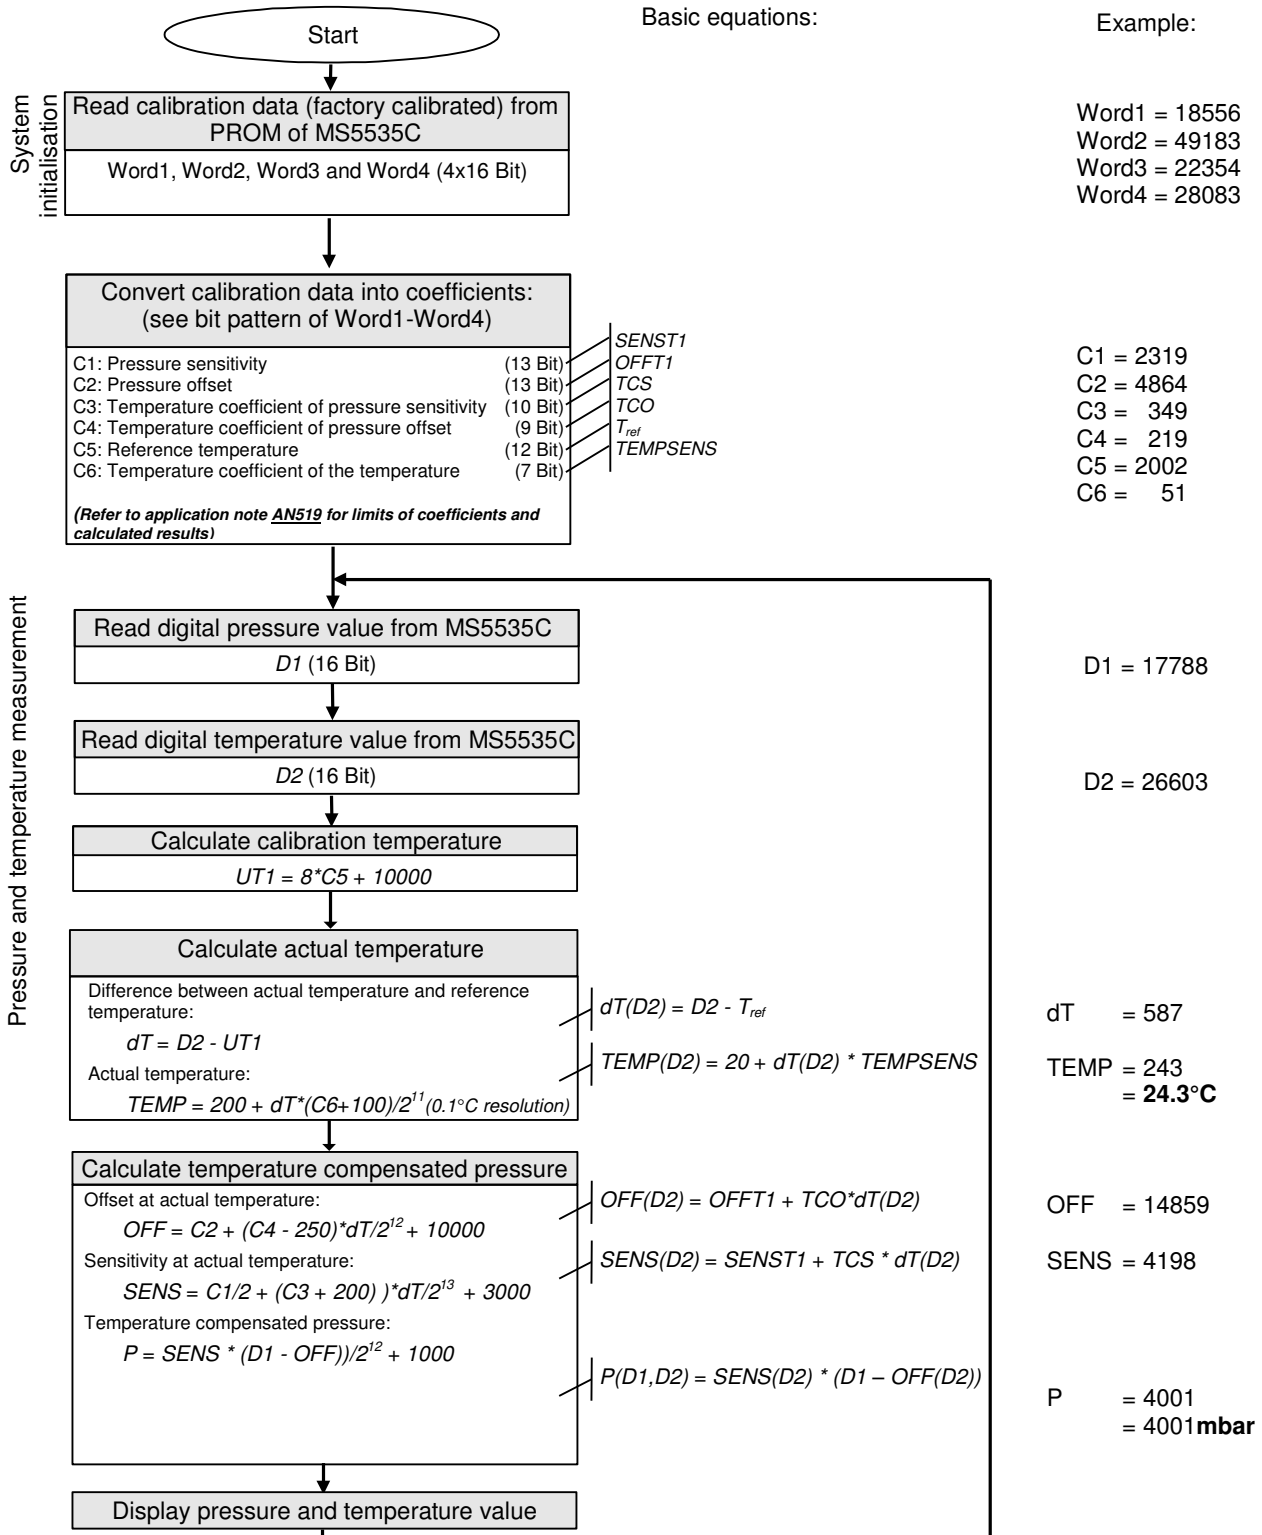 Start
Basic equations:
Example:
System
initialisation
Read calibration data (factory calibrated) from
PROM of MS5535C
Word1, Word2, Word3 and Word4 (4x16 Bit)
Word1 = 18556
Word2 = 49183
Word3 = 22354
Word4 = 28083
Convert calibration data into coefficients:
(see bit pattern of Word1-Word4)
C1: Pressure sensitivity (13 Bit) SENST1
C2: Pressure offset (13 Bit) OFFT1
C3: Temperature coefficient of pressure sensitivity (10 Bit) TCS
C4: Temperature coefficient of pressure offset (9 Bit) TCO
C5: Reference temperature (12 Bit) Tref
C6: Temperature coefficient of the temperature (7 Bit) TEMPSENS
(Refer to application note AN519 for limits of coefficients and
calculated results)
C1 = 2319
C2 = 4864
C3 = 349
C4 = 219
C5 = 2002
C6 = 51
Pressure and temperature measurement
Read digital pressure value from MS5535C
D1 (16 Bit)
D1 = 17788
Read digital temperature value from MS5535C
D2 (16 Bit)
D2 = 26603
Calculate calibration temperature
UT1 = 8*C5 + 10000
Calculate actual temperature
Difference between actual temperature and reference
temperature:
dT = D2 - UT1
Actual temperature:
TEMP = 200 + dT*(C6+100)/2^11 (0.1°C resolution)
dT(D2) = D2 - Tref
TEMP(D2) = 20 + dT(D2) * TEMPSENS
dT = 587
TEMP = 243
= 24.3°C
Calculate temperature compensated pressure
Offset at actual temperature:
OFF = C2 + (C4 - 250)*dT/2^12 + 10000
Sensitivity at actual temperature:
SENS = C1/2 + (C3 + 200) )*dT/2^13 + 3000
Temperature compensated pressure:
P = SENS * (D1 - OFF))/2^12 + 1000
OFF(D2) = OFFT1 + TCO*dT(D2)
SENS(D2) = SENST1 + TCS * dT(D2)
P(D1,D2) = SENS(D2) * (D1 – OFF(D2))
OFF = 14859
SENS = 4198
P = 4001
= 4001mbar
Display pressure and temperature value